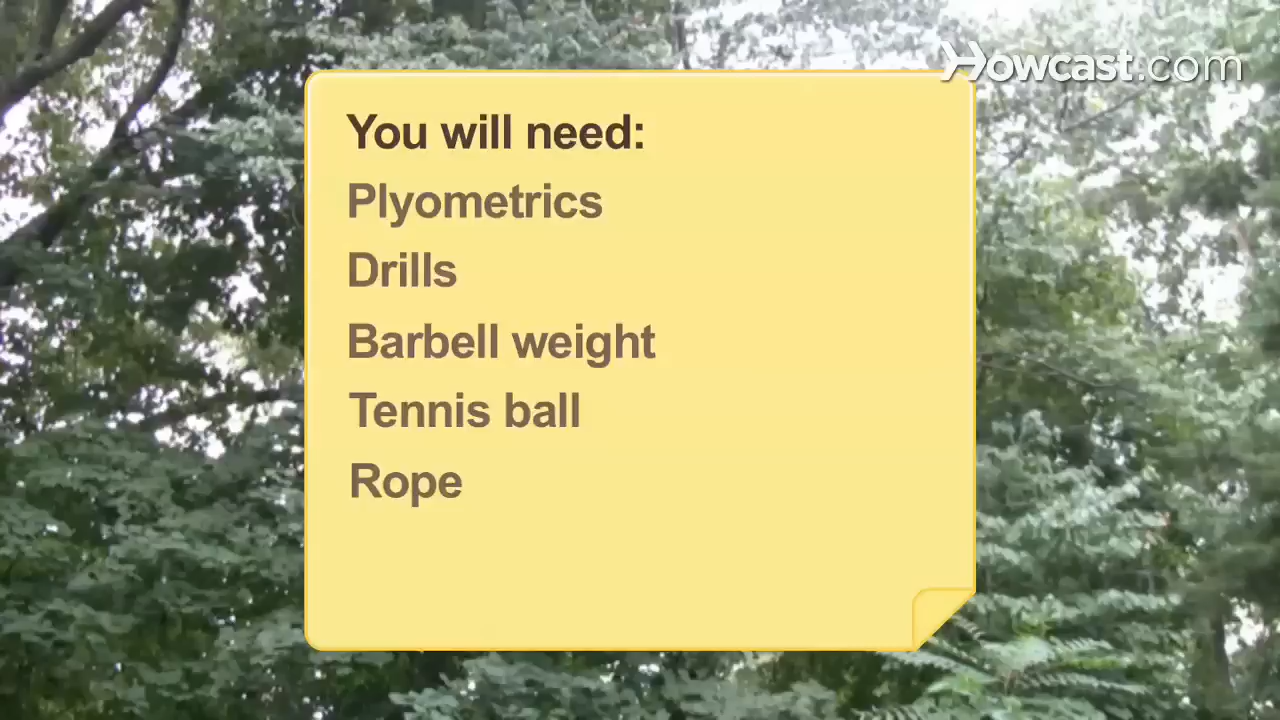 Howcast.com
You will need:
Plyometrics
Drills
Barbell weight
Tennis ball
Rope